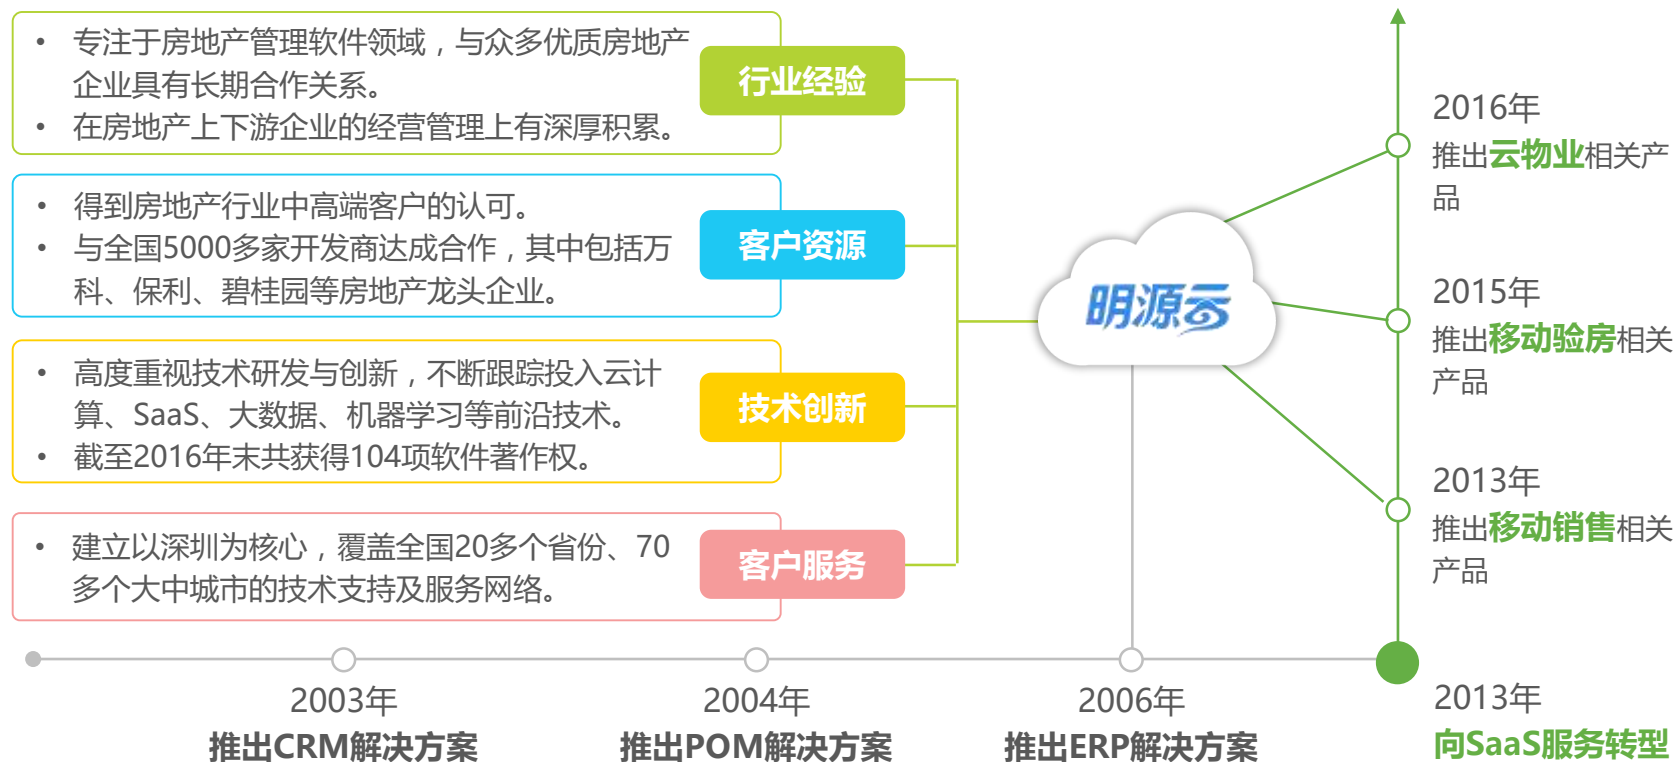 • 专注于房地产管理软件领域，与众多优质房地产
企业具有长期合作关系。
• 在房地产上下游企业的经营管理上有深厚积累。
行业经验
• 得到房地产行业中高端客户的认可。
• 与全国5000多家开发商达成合作，其中包括万
科、保利、碧桂园等房地产龙头企业。
客户资源
• 高度重视技术研发与创新，不断跟踪投入云计
算、SaaS、大数据、机器学习等前沿技术。
• 截至2016年末共获得104项软件著作权。
技术创新
• 建立以深圳为核心，覆盖全国20多个省份、70
多个大中城市的技术支持及服务网络。
客户服务
明源云
2016年
推出云物业相关产
品
2015年
推出移动验房相关
产品
2013年
推出移动销售相关
产品
2003年
推出CRM解决方案
2004年
推出POM解决方案
2006年
推出ERP解决方案
2013年
向SaaS服务转型